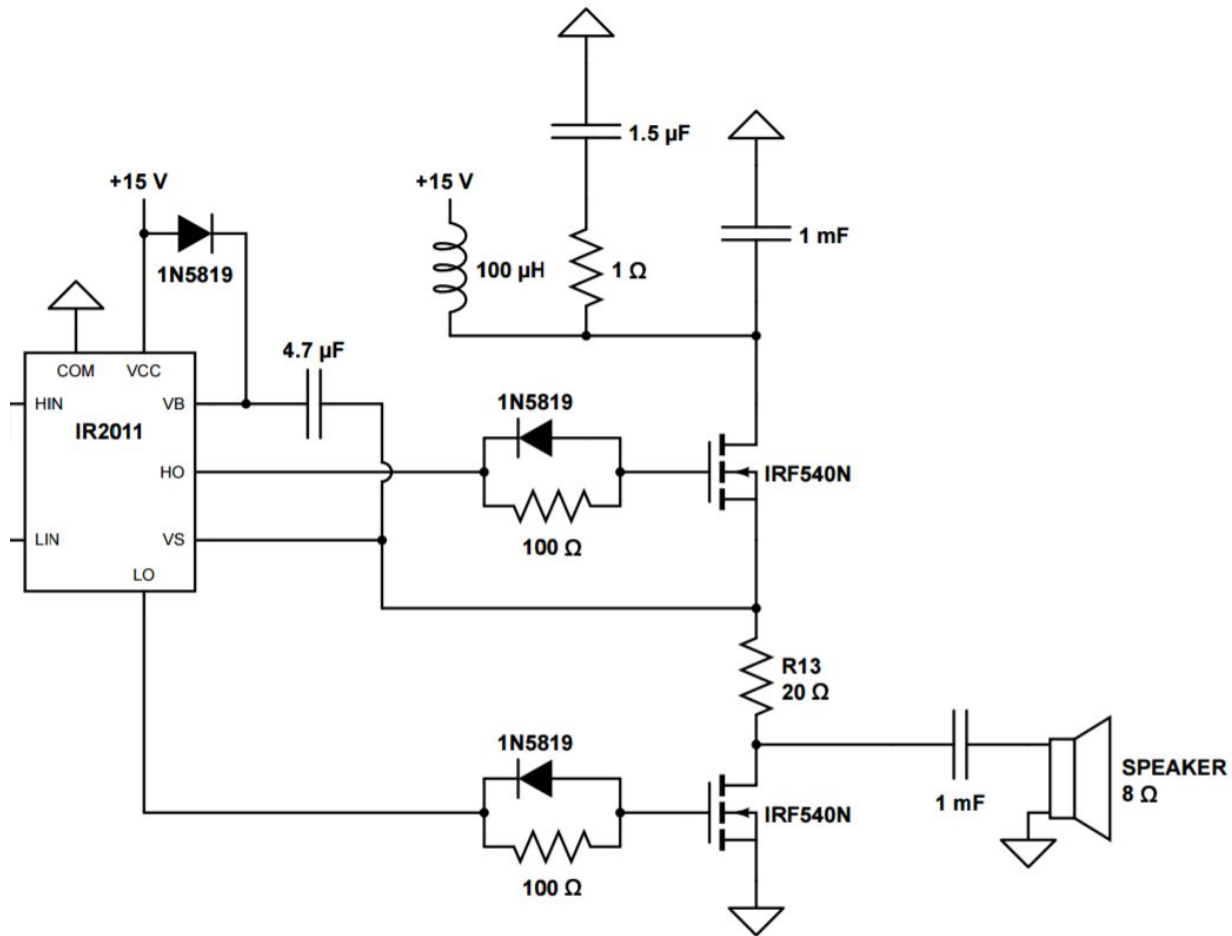 1.5 µF
+15 V
+15 V
1 mF
1N5819
100 µH
1 Ω
4.7 µF
COM
VCC
HIN
VB
1N5819
IR2011
HO
IRF540N
LIN
VS
100 Ω
LO
R13
20 Ω
1N5819
SPEAKER
8 Ω
1 mF
IRF540N
100 Ω